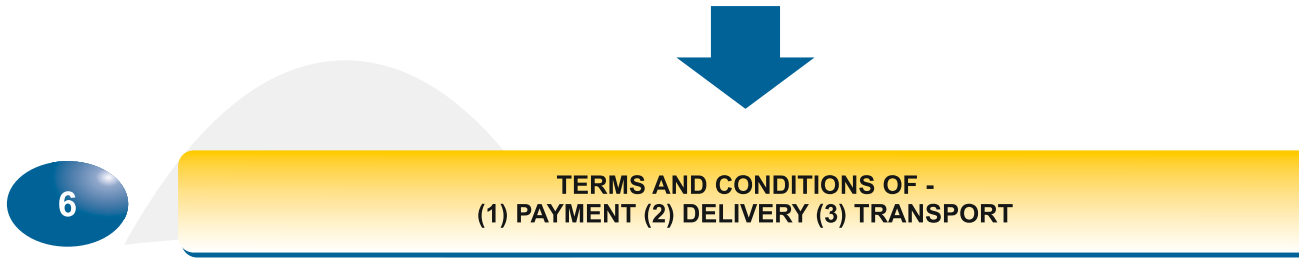 6
TERMS AND CONDITIONS OF -
(1) PAYMENT (2) DELIVERY (3) TRANSPORT